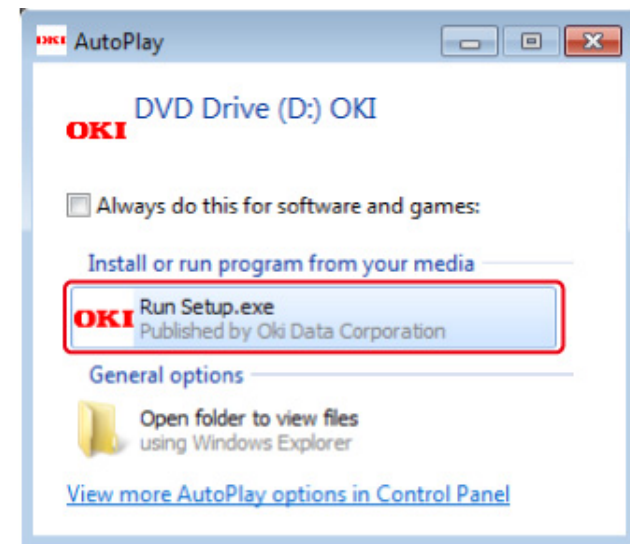 OKI AutoPlay
OKI DVD Drive (D:) OKI
Always do this for software and games:
Install or run program from your media
OKI Run Setup.exe
Published by Oki Data Corporation
General options
Open folder to view files
using Windows Explorer
View more AutoPlay options in Control Panel